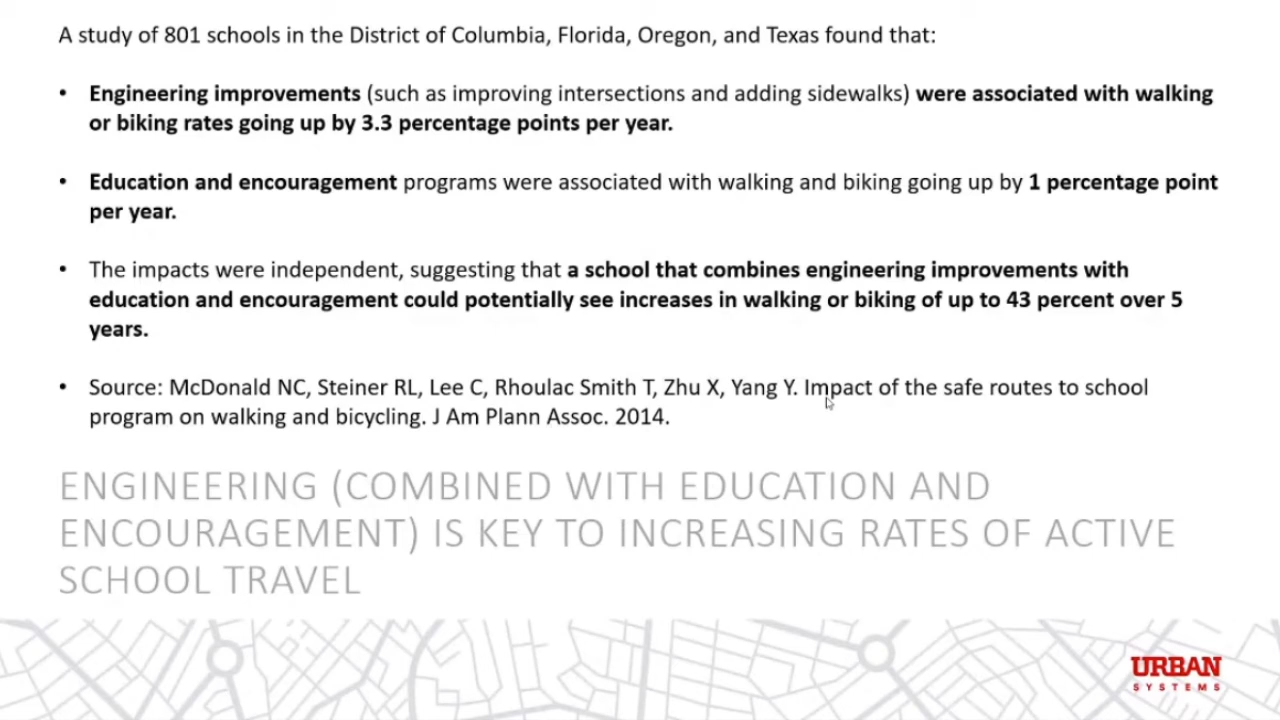 A study of 801 schools in the District of Columbia, Florida, Oregon, and Texas found that:
• Engineering improvements (such as improving intersections and adding sidewalks) were associated with walking
or biking rates going up by 3.3 percentage points per year.
• Education and encouragement programs were associated with walking and biking going up by 1 percentage point
per year.
• The impacts were independent, suggesting that a school that combines engineering improvements with
education and encouragement could potentially see increases in walking or biking of up to 43 percent over 5
years.
• Source: McDonald NC, Steiner RL, Lee C, Rhoulac Smith T, Zhu X, Yang Y. Impact of the safe routes to school
program on walking and bicycling. J Am Plann Assoc. 2014.
ENGINEERING (COMBINED WITH EDUCATION AND
ENCOURAGEMENT) IS KEY TO INCREASING RATES OF ACTIVE
SCHOOL TRAVEL
URBAN
SYSTEMS